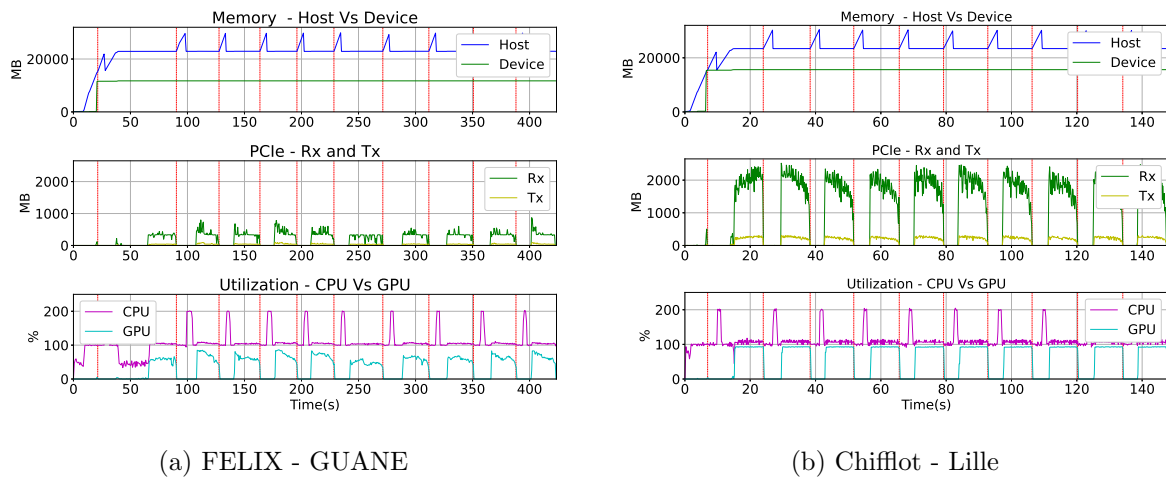 Memory - Host Vs Device
MB
20000
0
Host
Device
0 50 100 150 200 250 300 350 400
PCIe - Rx and Tx
MB
2000
1000
0
Rx
Tx
0 50 100 150 200 250 300 350 400
Utilization - CPU Vs GPU
%
200
100
0
CPU
GPU
0 50 100 150 200 250 300 350 400
Time(s)
(a) FELIX - GUANE
Memory - Host Vs Device
MB
20000
0
Host
Device
0 20 40 60 80 100 120 140
PCIe - Rx and Tx
MB
2000
1000
0
Rx
Tx
0 20 40 60 80 100 120 140
Utilization - CPU Vs GPU
%
200
100
0
CPU
GPU
0 20 40 60 80 100 120 140
Time(s)
(b) Chifflot - Lille